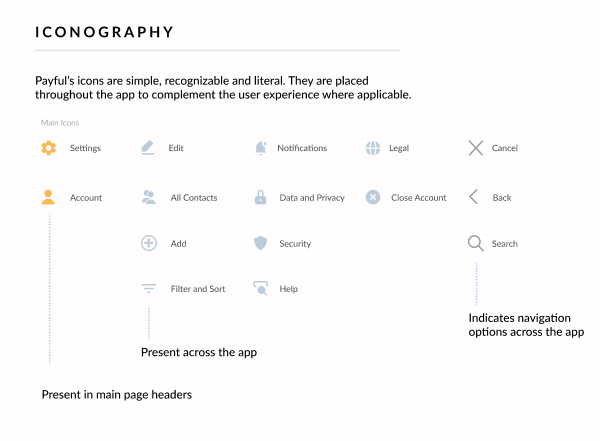 ICONOGRAPHY
Payful's icons are simple, recognizable and literal. They are placed
throughout the app to complement the user experience where applicable.
Main Icons
Settings
Edit
Notifications
Legal
Cancel
Account
All Contacts
Data and Privacy
Close Account
Back
Add
Security
Search
Filter and Sort
Help
Indicates navigation
options across the app
Present across the app
Present in main page headers